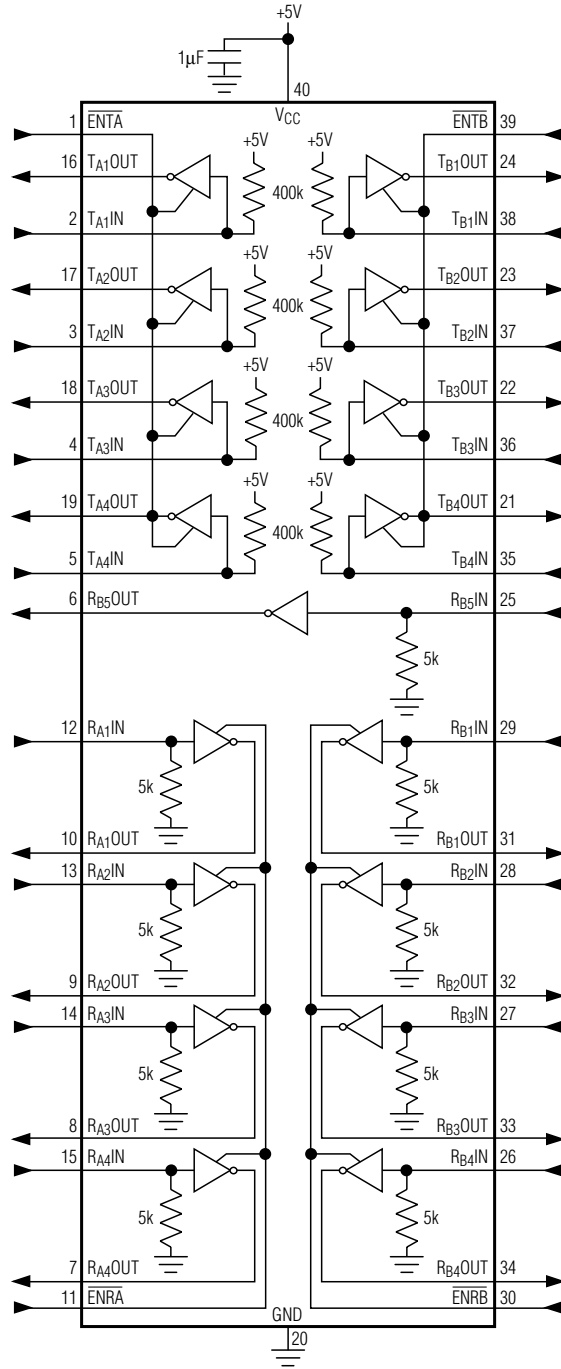 +5V
1µF
40
VCC
1 ENTA
ENTB 39
16 TA1OUT
+5V
+5V
TB1OUT 24
400k
2 TA1IN
TB1IN 38
17 TA2OUT
+5V
+5V
TB2OUT 23
400k
3 TA2IN
TB2IN 37
18 TA3OUT
+5V
+5V
TB3OUT 22
400k
4 TA3IN
TB3IN 36
19 TA4OUT
+5V
+5V
TB4OUT 21
400k
5 TA4IN
TB4IN 35
6 RB5OUT
RB5IN 25
5k
12 RA1IN
RB1IN 29
5k
5k
10 RA1OUT
RB1OUT 31
13 RA2IN
RB2IN 28
5k
5k
9 RA2OUT
RB2OUT 32
14 RA3IN
RB3IN 27
5k
5k
8 RA3OUT
RB3OUT 33
15 RA4IN
RB4IN 26
5k
5k
7 RA4OUT
RB4OUT 34
11 ENRA
ENRB 30
GND
20